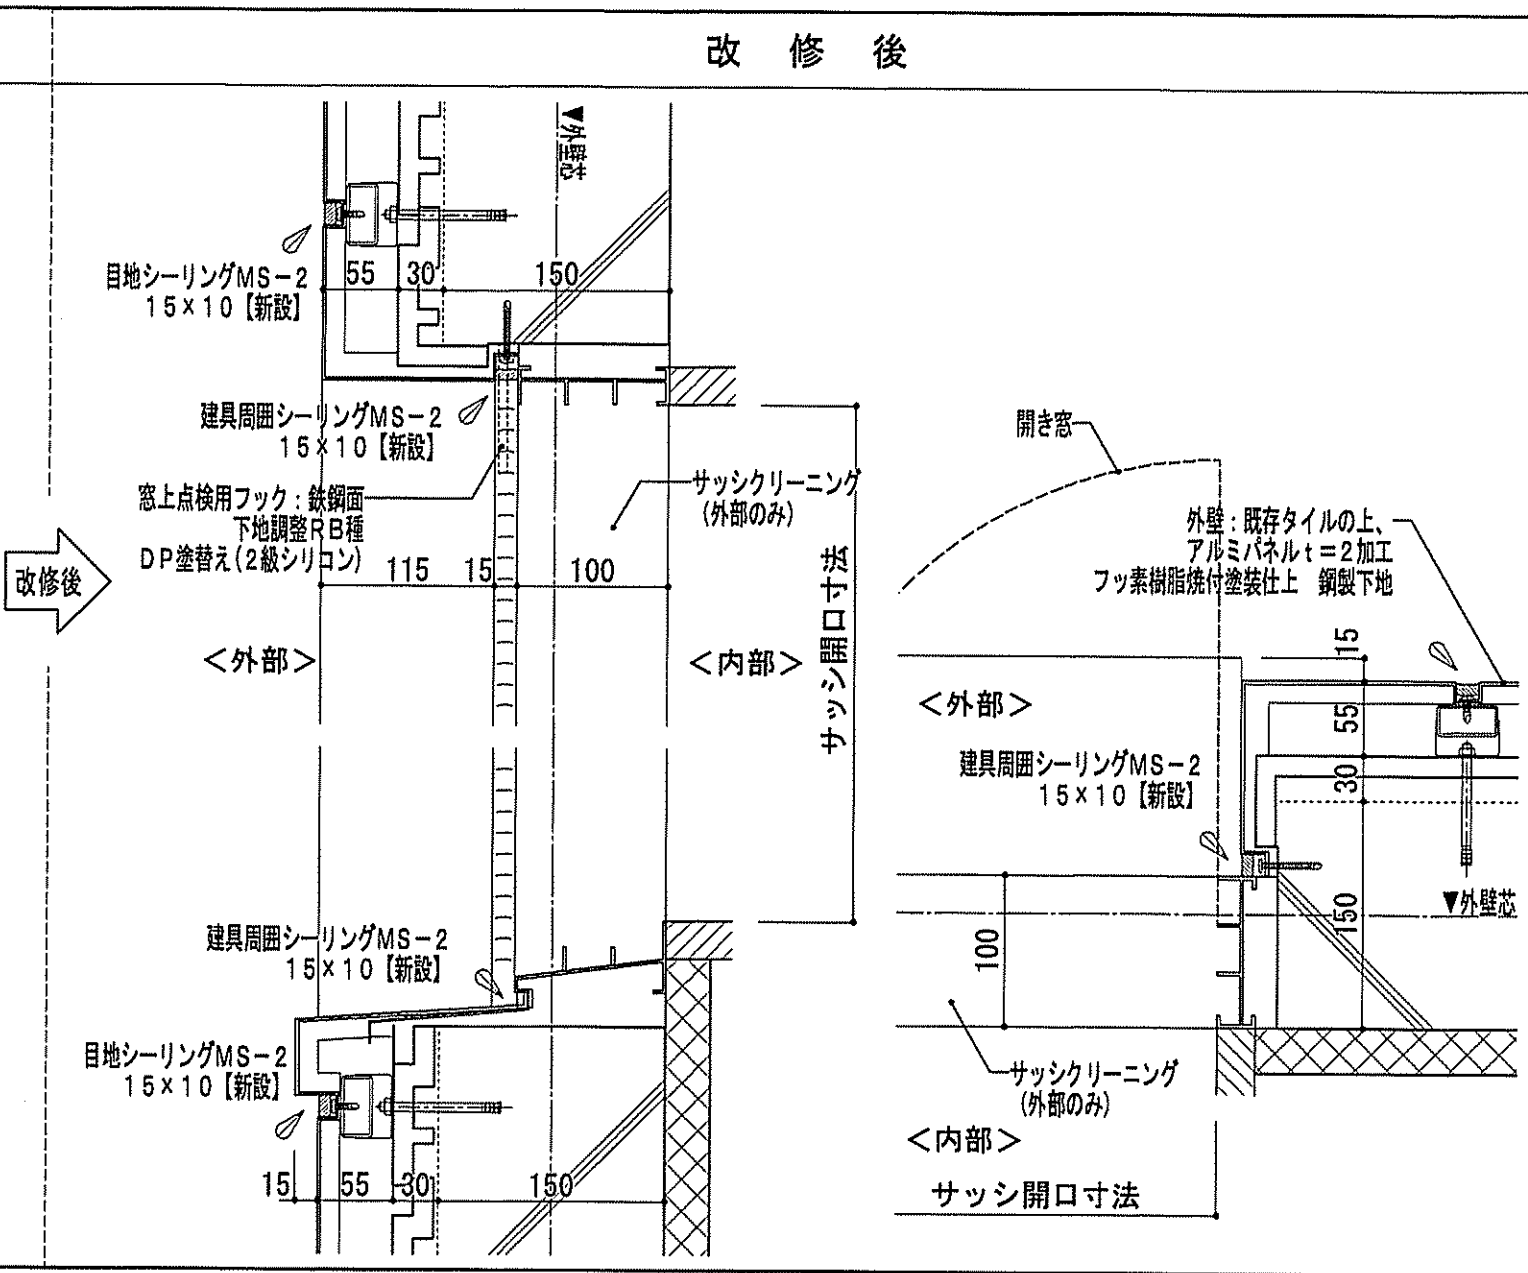 改修後
▼外壁芯
目地シーリングMS−2
15×10【新設】
55 30 150
建具周囲シーリングMS−2
15×10【新設】
窓上点検用フック：鉄鋼面
下地調整RB種
DP塗替え(2級シリコン)
サッシクリーニング
(外部のみ)
改修後
115 15 100
サッシ開口寸法
＜外部＞
＜内部＞
建具周囲シーリングMS−2
15×10【新設】
目地シーリングMS−2
15×10【新設】
15 55 30 150
開き窓
外壁：既存タイルの上、
アルミパネルt＝2加工
フッ素樹脂焼付塗装仕上　鋼製下地
15
55
30
150
＜外部＞
建具周囲シーリングMS−2
15×10【新設】
▼外壁芯
100
サッシクリーニング
(外部のみ)
＜内部＞
サッシ開口寸法